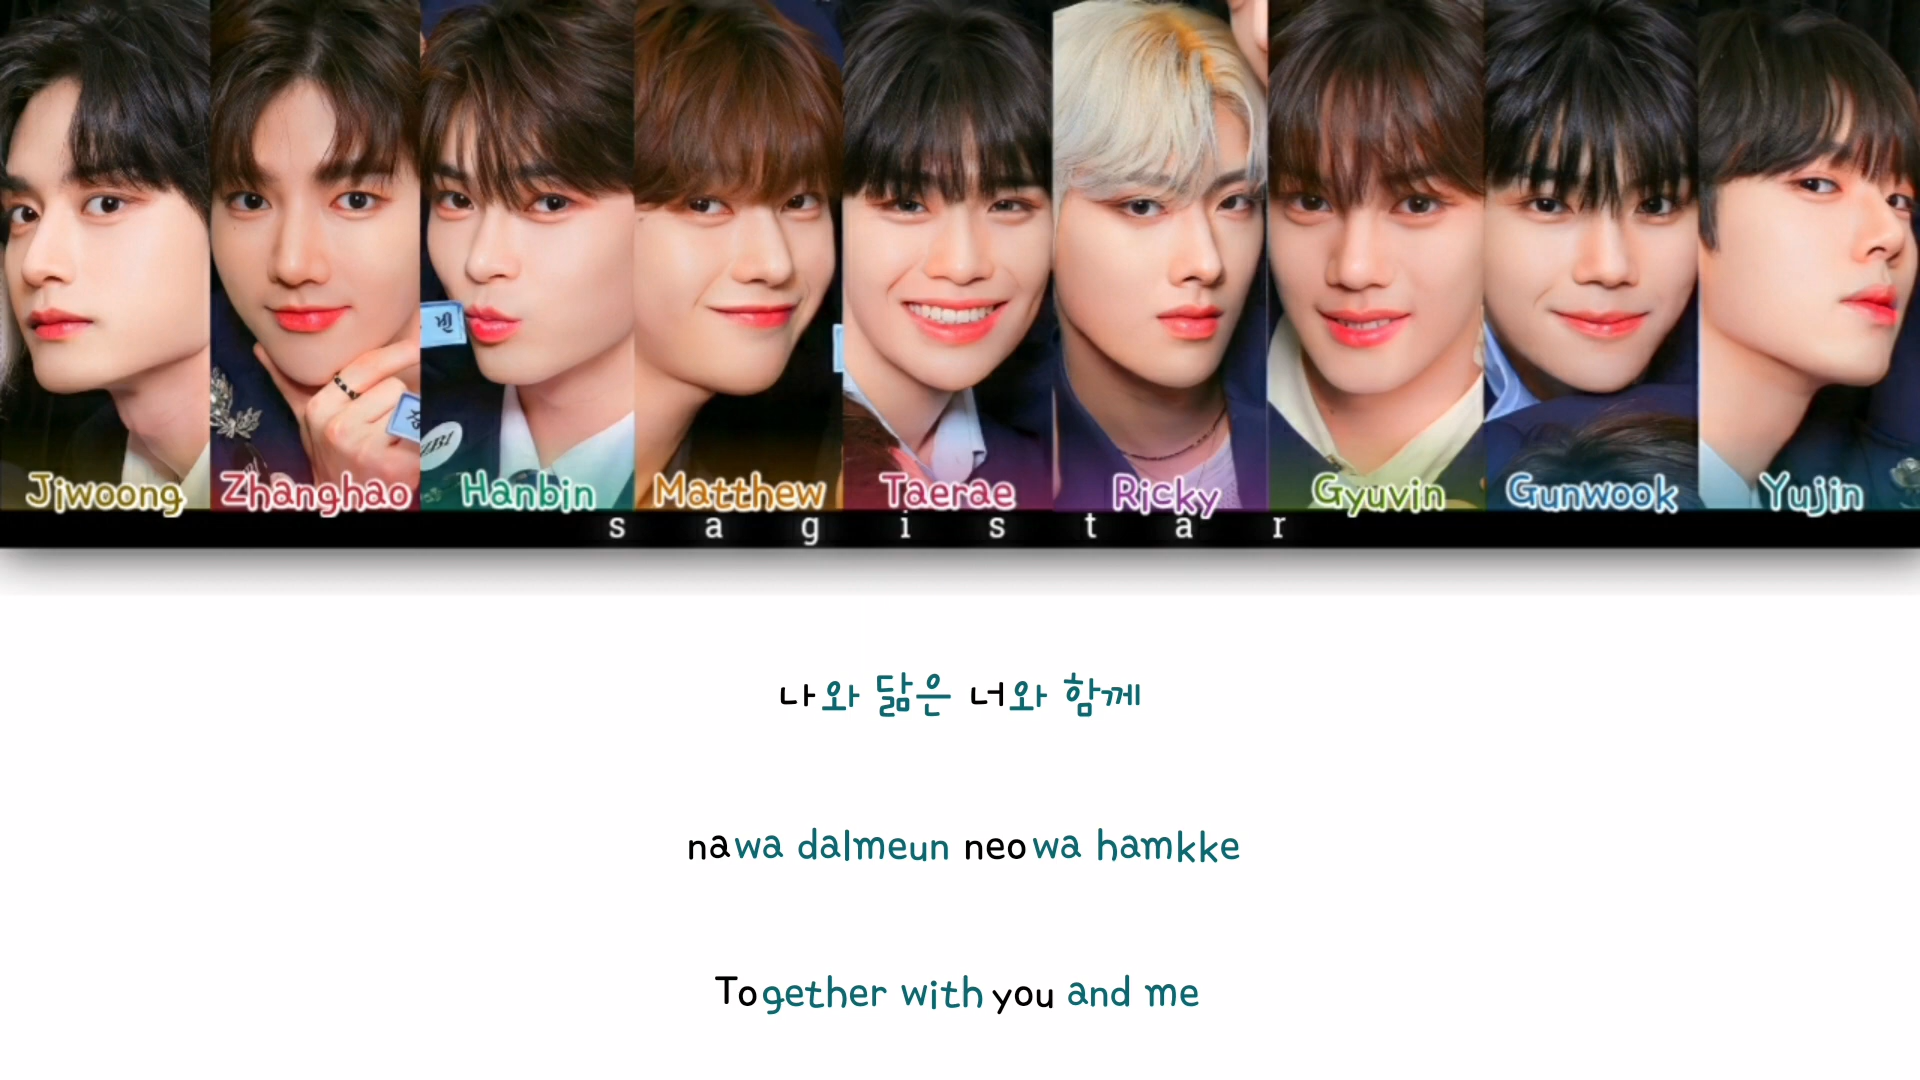 Jiwoong Zhanghao Hanbin Matthew Taerae Ricky Gyuvin Gunwook Yujin
s a g i s t a r
나와 닮은 너와 함께
nawa dalmeun neowa hamkke
Together with you and me